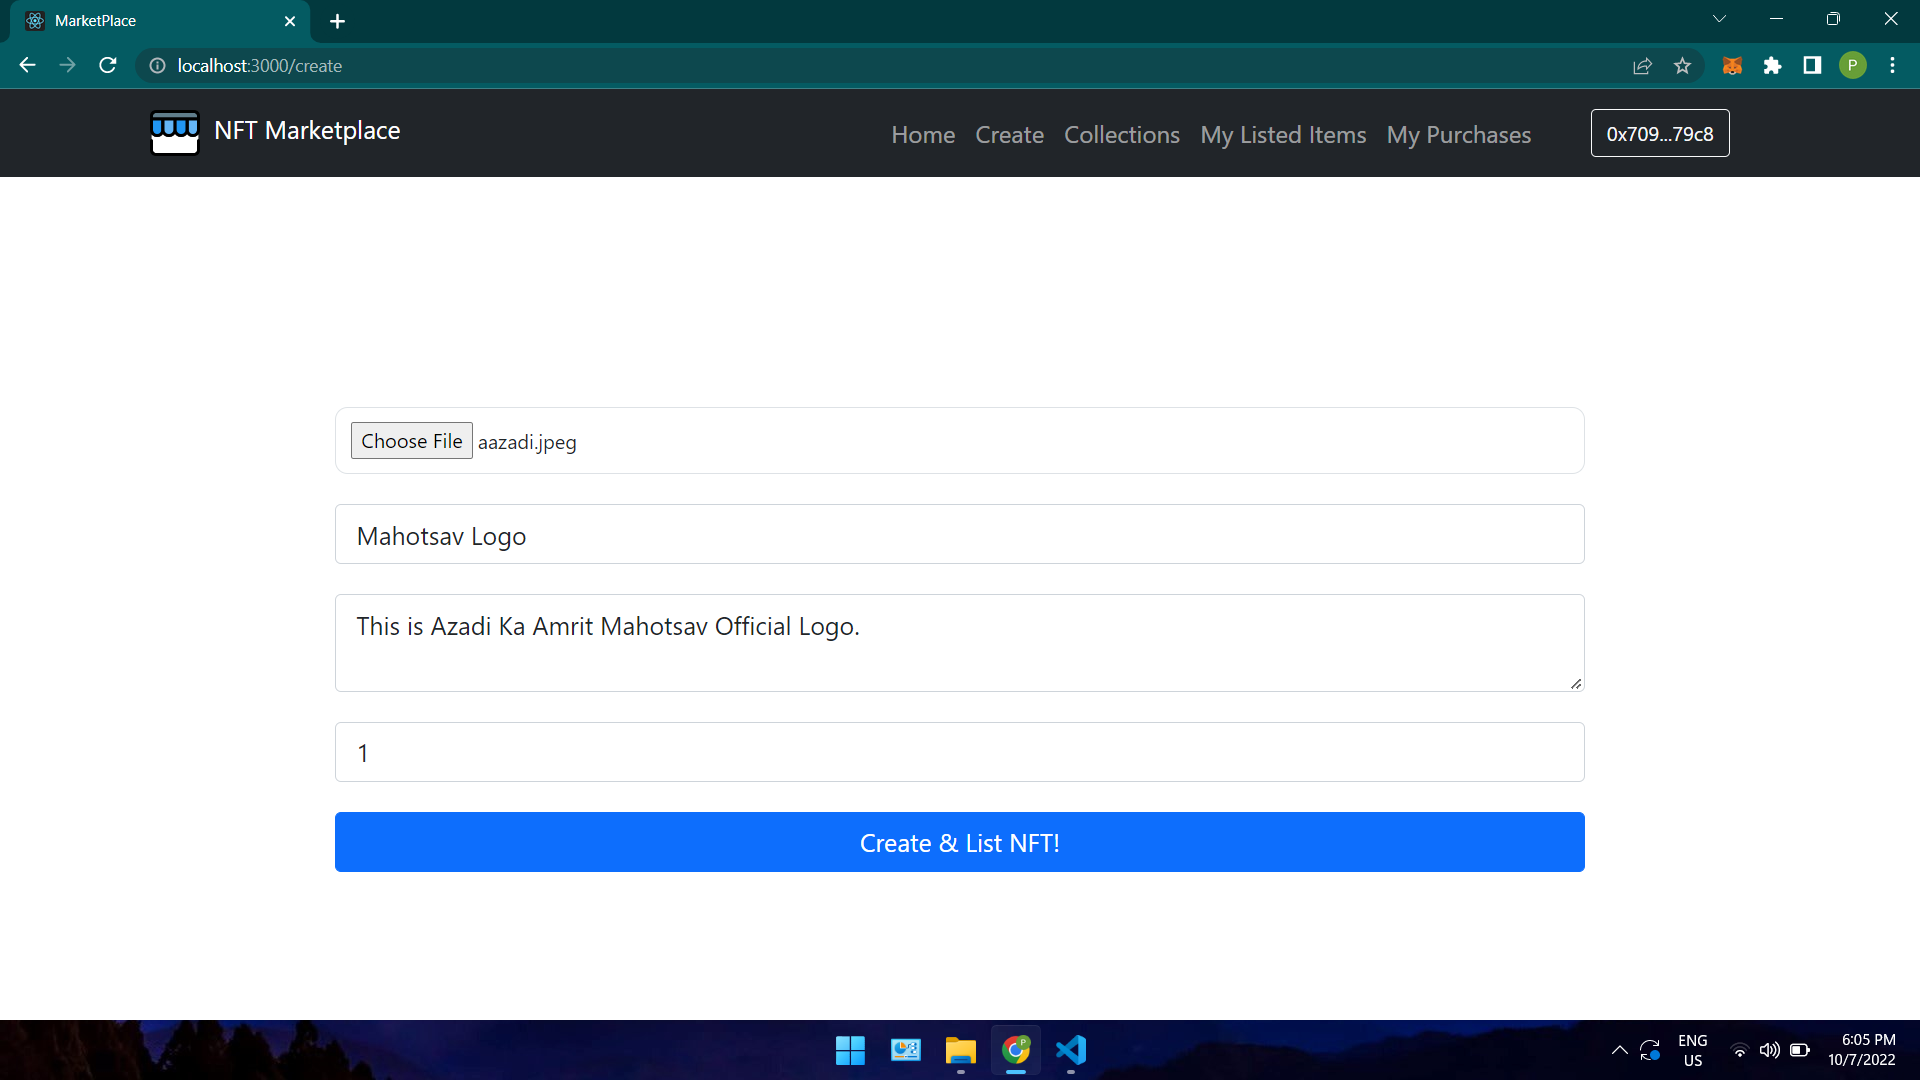 MarketPlace
localhost:3000/create
P
NFT Marketplace
Home Create Collections My Listed Items My Purchases 0x709...79c8
Choose File aazadi.jpeg
Mahotsav Logo
This is Azadi Ka Amrit Mahotsav Official Logo.
1
Create & List NFT!
P
ENG
US
6:05 PM
10/7/2022